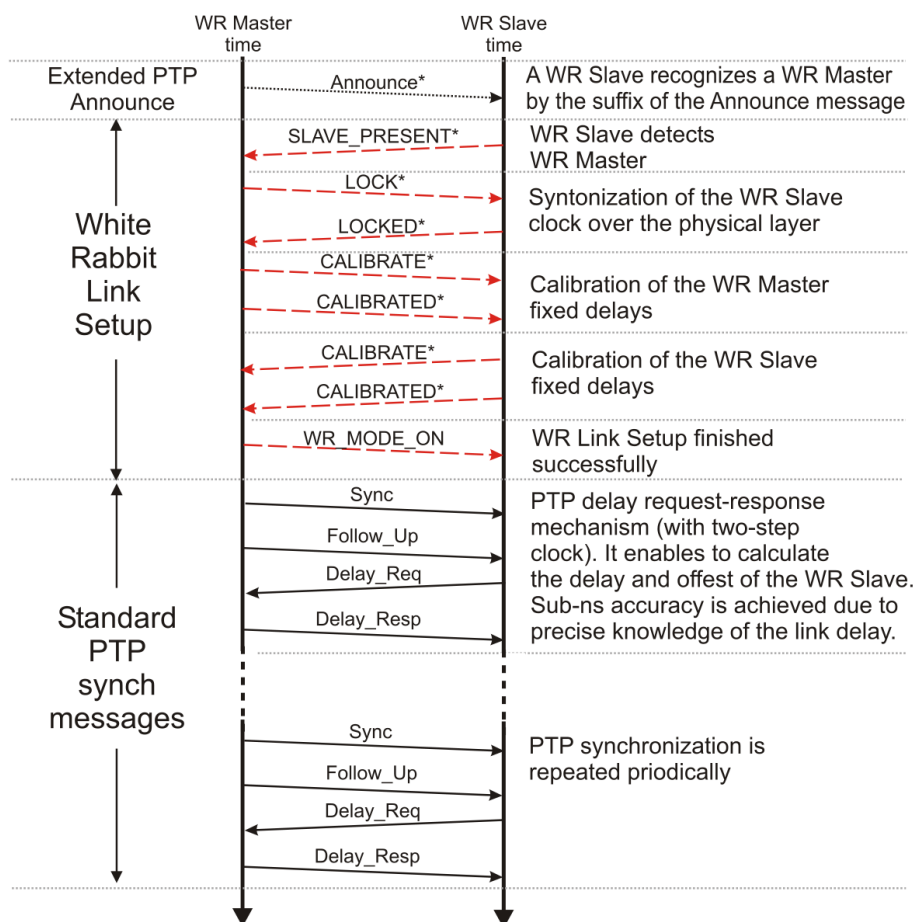 WR Master
time
WR Slave
time
Extended PTP
Announce
Announce*
A WR Slave recognizes a WR Master
by the suffix of the Announce message
White
Rabbit
Link
Setup
SLAVE_PRESENT*
WR Slave detects
WR Master
LOCK*
LOCKED*
Syntonization of the WR Slave
clock over the physical layer
CALIBRATE*
CALIBRATED*
Calibration of the WR Master
fixed delays
CALIBRATE*
CALIBRATED*
Calibration of the WR Slave
fixed delays
WR_MODE_ON
WR Link Setup finished
successfully
Standard
PTP
synch
messages
Sync
Follow_Up
Delay_Req
Delay_Resp
PTP delay request-response
mechanism (with two-step
clock). It enables to calculate
the delay and offest of the WR Slave.
Sub-ns accuracy is achieved due to
precise knowledge of the link delay.
Sync
Follow_Up
Delay_Req
Delay_Resp
PTP synchronization is
repeated priodically